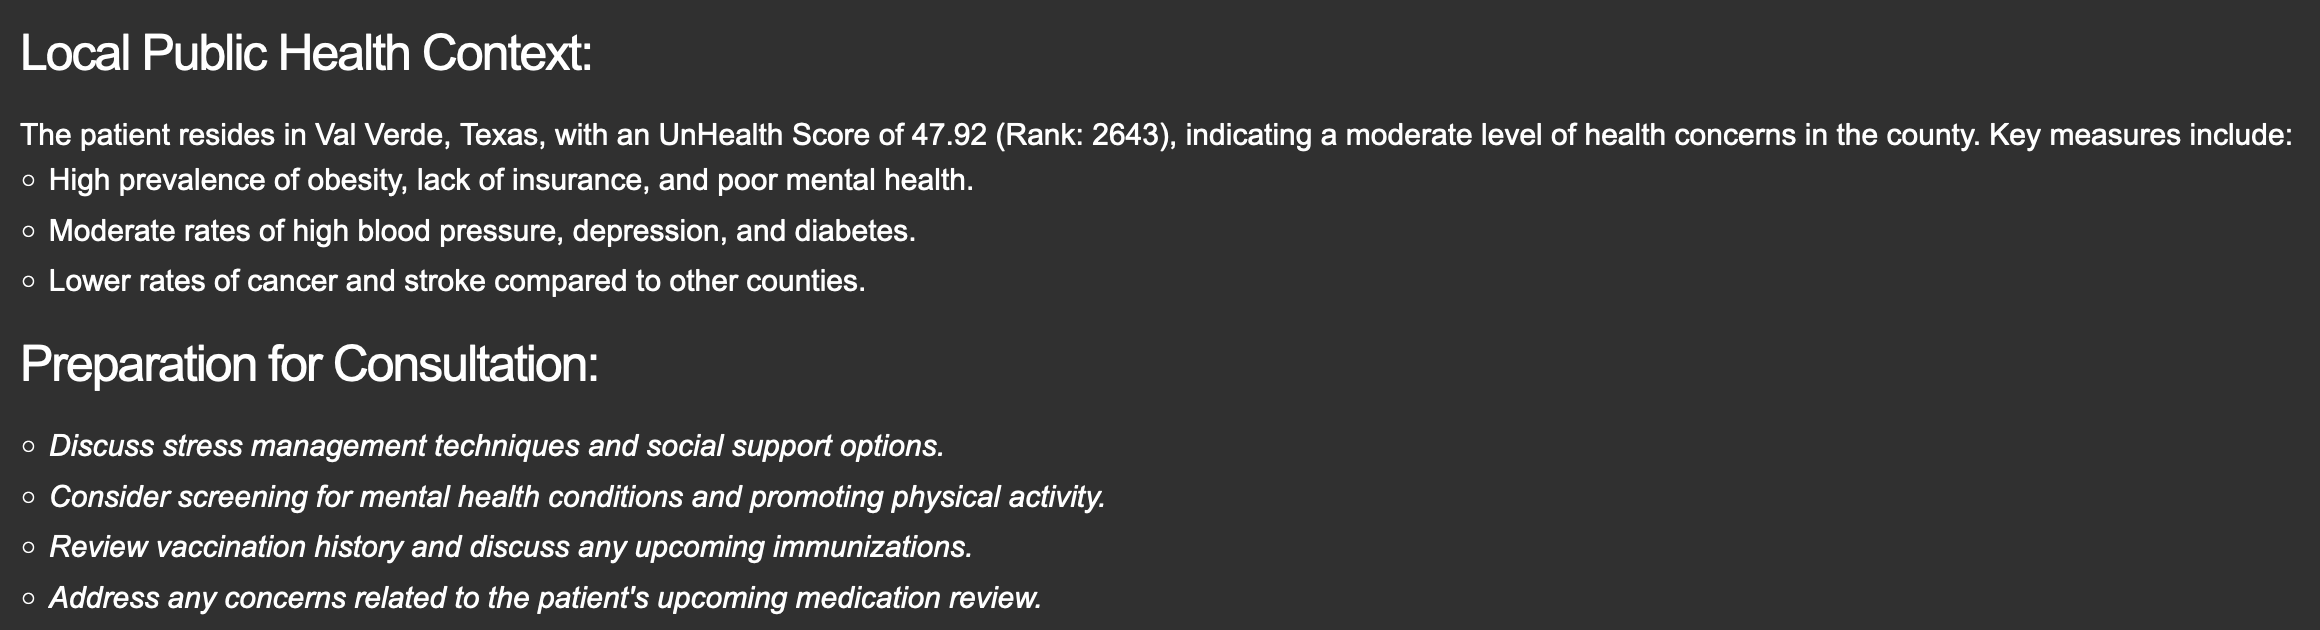 Local Public Health Context:
The patient resides in Val Verde, Texas, with an UnHealth Score of 47.92 (Rank: 2643), indicating a moderate level of health concerns in the county. Key measures include:
◦ High prevalence of obesity, lack of insurance, and poor mental health.
◦ Moderate rates of high blood pressure, depression, and diabetes.
◦ Lower rates of cancer and stroke compared to other counties.
Preparation for Consultation:
◦ Discuss stress management techniques and social support options.
◦ Consider screening for mental health conditions and promoting physical activity.
◦ Review vaccination history and discuss any upcoming immunizations.
◦ Address any concerns related to the patient's upcoming medication review.